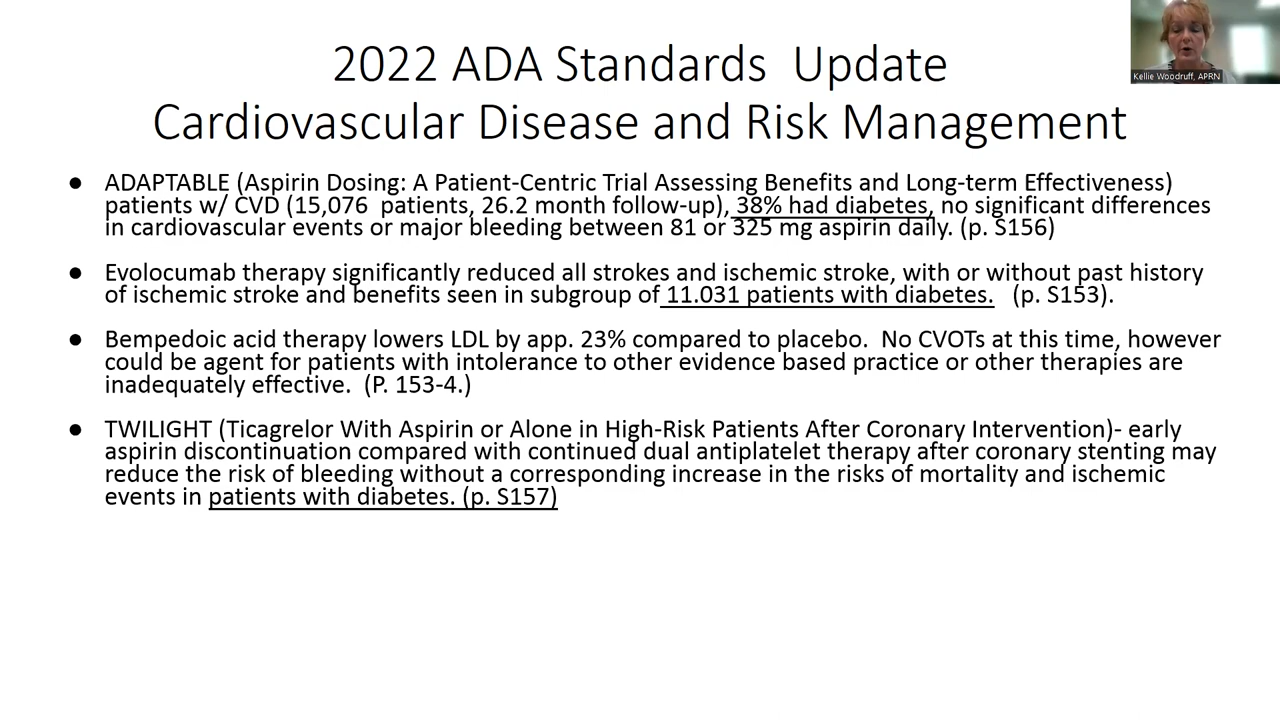 2022 ADA Standards  Update
Cardiovascular Disease and Risk Management
Kellie Woodruff, APRN
● ADAPTABLE (Aspirin Dosing: A Patient-Centric Trial Assessing Benefits and Long-term Effectiveness)
patients w/ CVD (15,076  patients, 26.2 month follow-up), 38% had diabetes, no significant differences
in cardiovascular events or major bleeding between 81 or 325 mg aspirin daily. (p. S156)
● Evolocumab therapy significantly reduced all strokes and ischemic stroke, with or without past history
of ischemic stroke and benefits seen in subgroup of 11.031 patients with diabetes.   (p. S153).
● Bempedoic acid therapy lowers LDL by app. 23% compared to placebo.  No CVOTs at this time, however
could be agent for patients with intolerance to other evidence based practice or other therapies are
inadequately effective.  (P. 153-4.)
● TWILIGHT (Ticagrelor With Aspirin or Alone in High-Risk Patients After Coronary Intervention)- early
aspirin discontinuation compared with continued dual antiplatelet therapy after coronary stenting may
reduce the risk of bleeding without a corresponding increase in the risks of mortality and ischemic
events in patients with diabetes. (p. S157)